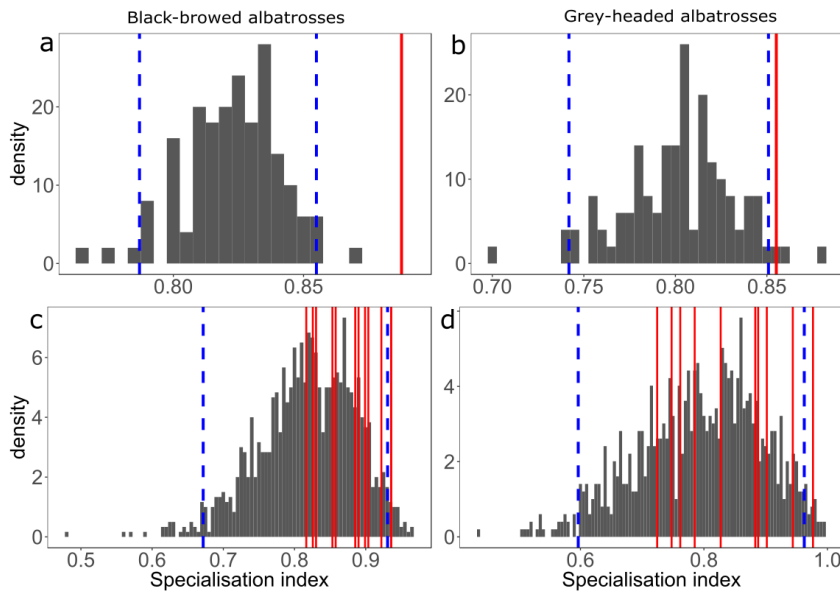 Black-browed albatrosses
Grey-headed albatrosses
a
b
density
20
10
0
0.80
0.85
20
10
0
0.70
0.75
0.80
0.85
c
d
density
6
4
2
0
0.5
0.6
0.7
0.8
0.9
Specialisation index
4
2
0
0.6
0.8
1.0
Specialisation index